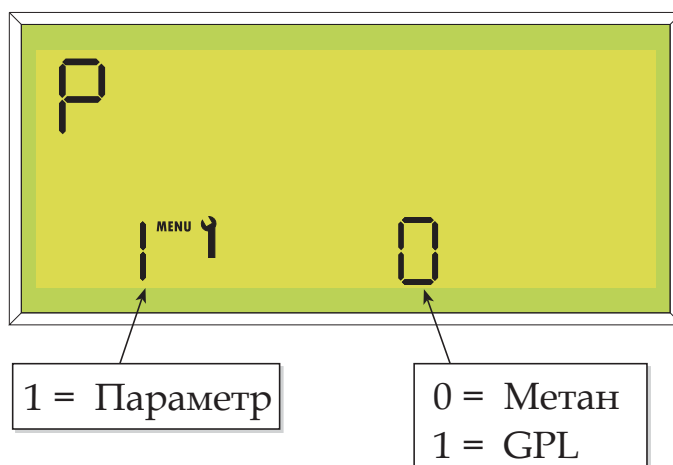 P
1 MENU 0
1 = Параметр
0 = Метан
1 = GPL